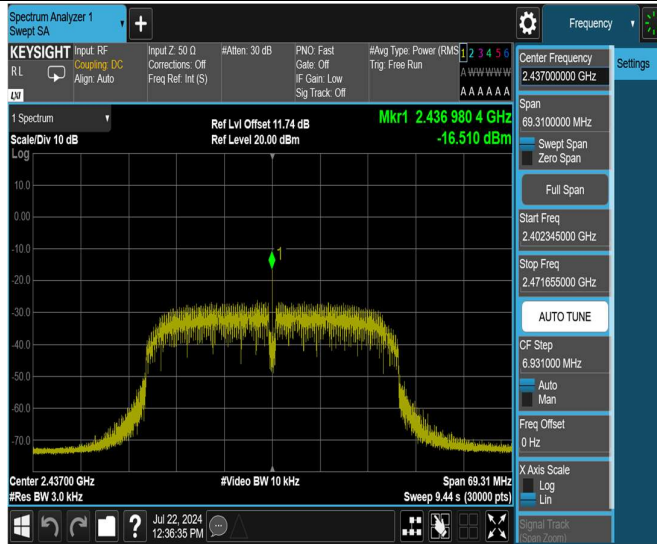 Spectrum Analyzer 1
Swept SA
+
Frequency
KEYSIGHT
RL
LXI
Input: RF
Coupling: DC
Align: Auto
Input Z: 50 Ω
Corrections: Off
Freq Ref: Int (S)
#Atten: 30 dB
PNO: Fast
Gate: Off
IF Gain: Low
Sig Track: Off
#Avg Type: Power (RMS
Trig: Free Run
1 2 3 4 5 6
A W W W W W
A A A A A A
1 Spectrum
Scale/Div 10 dB
Log
Ref Lvl Offset 11.74 dB
Ref Level 20.00 dBm
Mkr1 2.436 980 4 GHz
-16.510 dBm
10.0
0.00
-10.0
-20.0
-30.0
-40.0
-50.0
-60.0
-70.0
1
Center 2.43700 GHz
#Res BW 3.0 kHz
#Video BW 10 kHz
Span 69.31 MHz
Sweep 9.44 s (30000 pts)
?
Jul 22, 2024
12:36:35 PM
Center Frequency
2.437000000 GHz
Span
69.3100000 MHz
Swept Span
Zero Span
Full Span
Start Freq
2.402345000 GHz
Stop Freq
2.471655000 GHz
AUTO TUNE
CF Step
6.931000 MHz
Auto
Man
Freq Offset
0 Hz
X Axis Scale
Log
Lin
Signal Track
(Span Zoom)
Settings